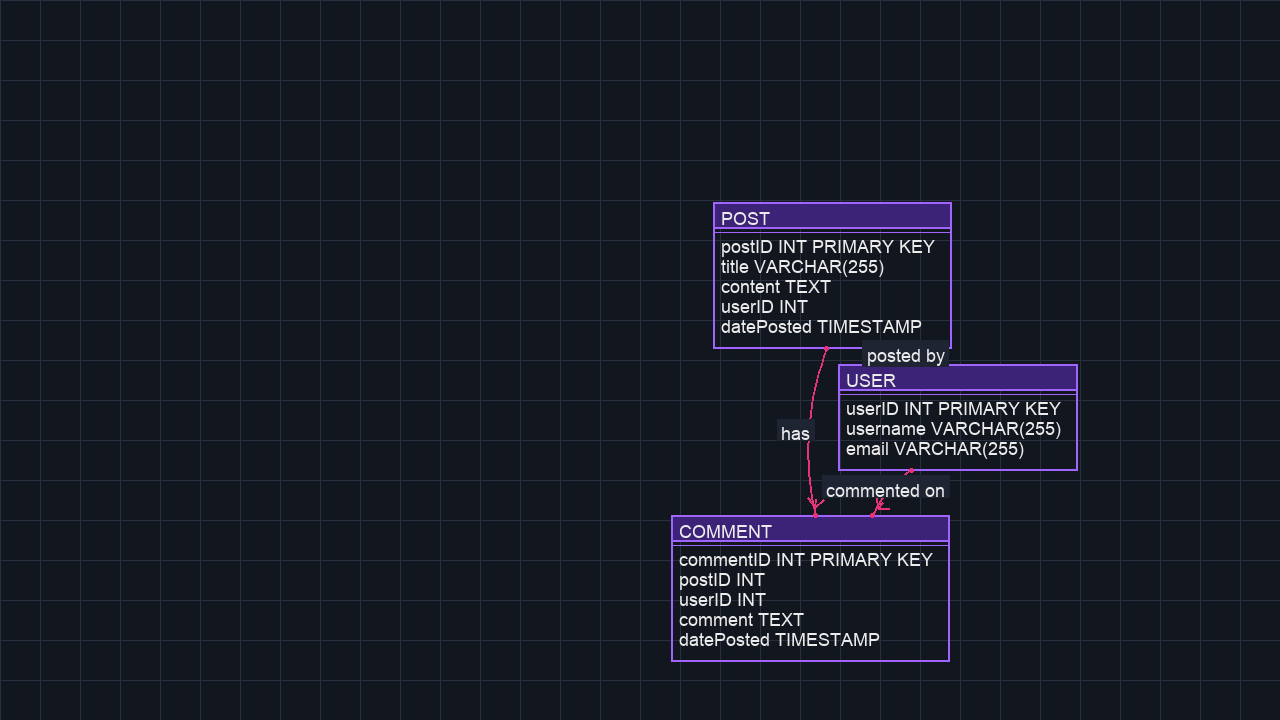 POST
postID INT PRIMARY KEY
title VARCHAR(255)
content TEXT
userID INT
datePosted TIMESTAMP
posted by
USER
userID INT PRIMARY KEY
username VARCHAR(255)
email VARCHAR(255)
has
commented on
COMMENT
commentID INT PRIMARY KEY
postID INT
userID INT
comment TEXT
datePosted TIMESTAMP